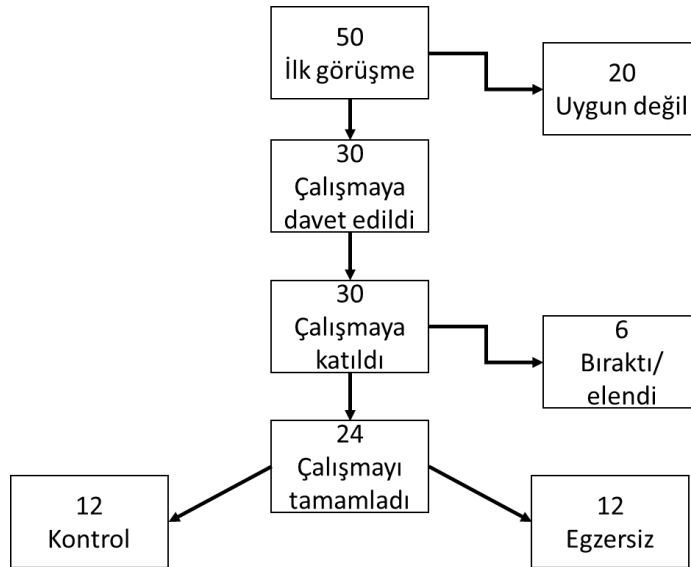 50
İlk görüşme
20
Uygun değil
30
Çalışmaya
davet edildi
30
Çalışmaya
katıldı
6
Bıraktı/
elendi
24
Çalışmayı
tamamladı
12
Kontrol
12
Egzersiz